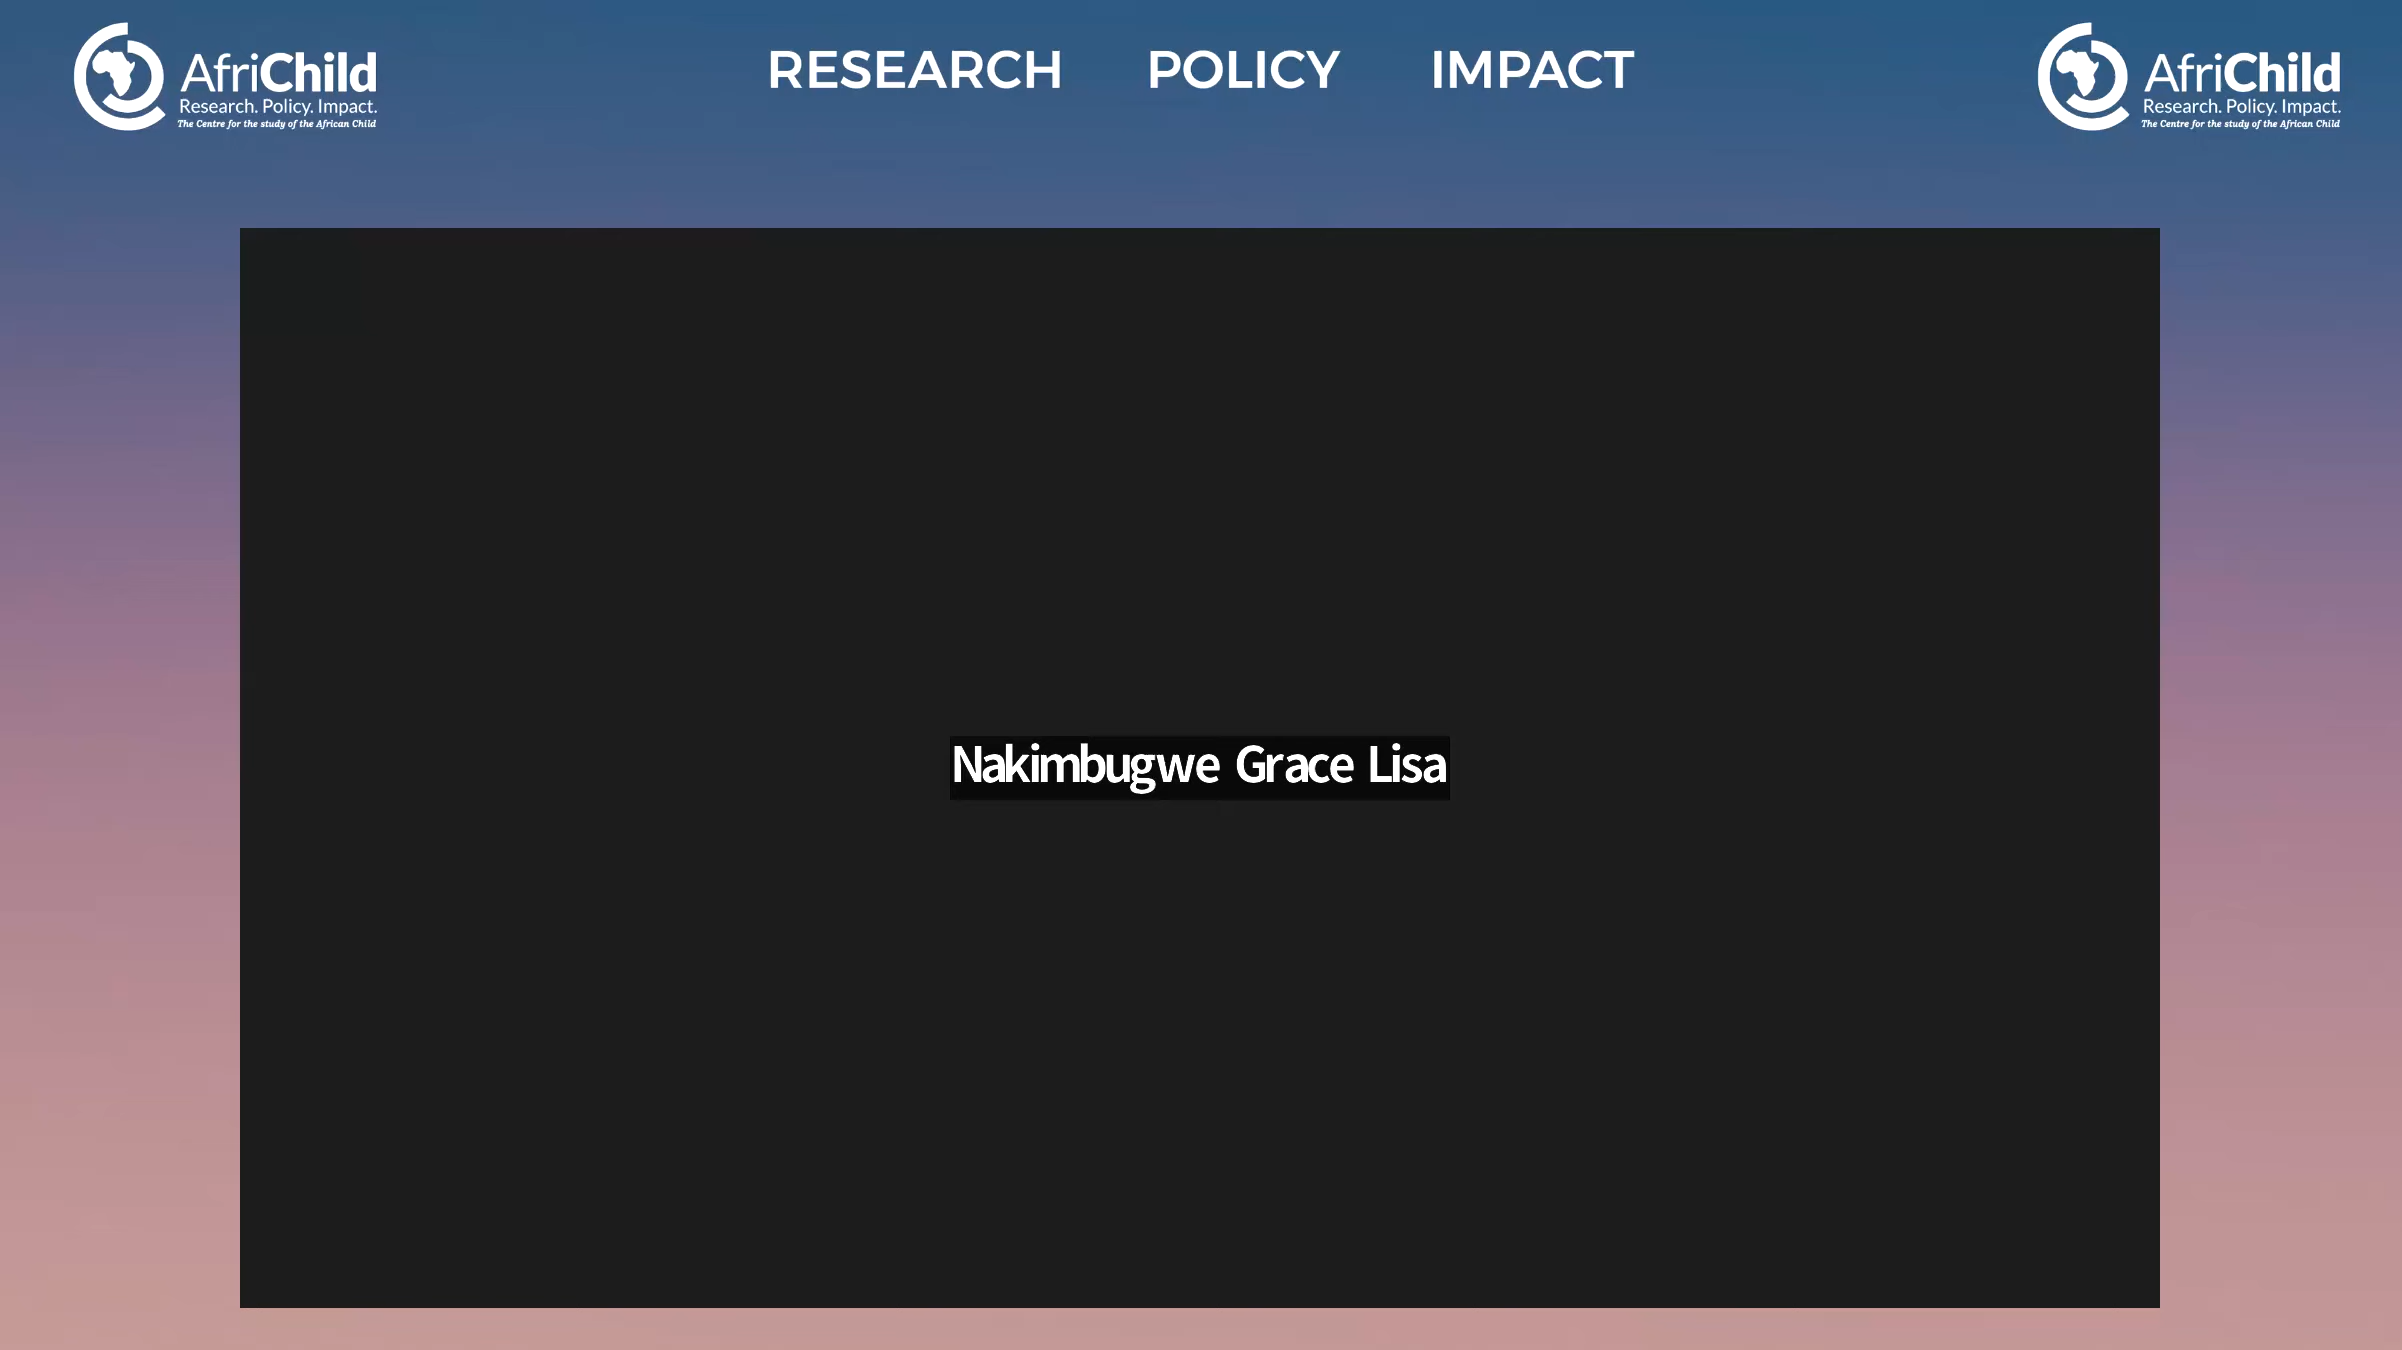 AfriChild
Research. Policy. Impact.
The Centre for the study of the African Child
RESEARCH POLICY IMPACT
AfriChild
Research. Policy. Impact.
The Centre for the study of the African Child
Nakimbugwe Grace Lisa